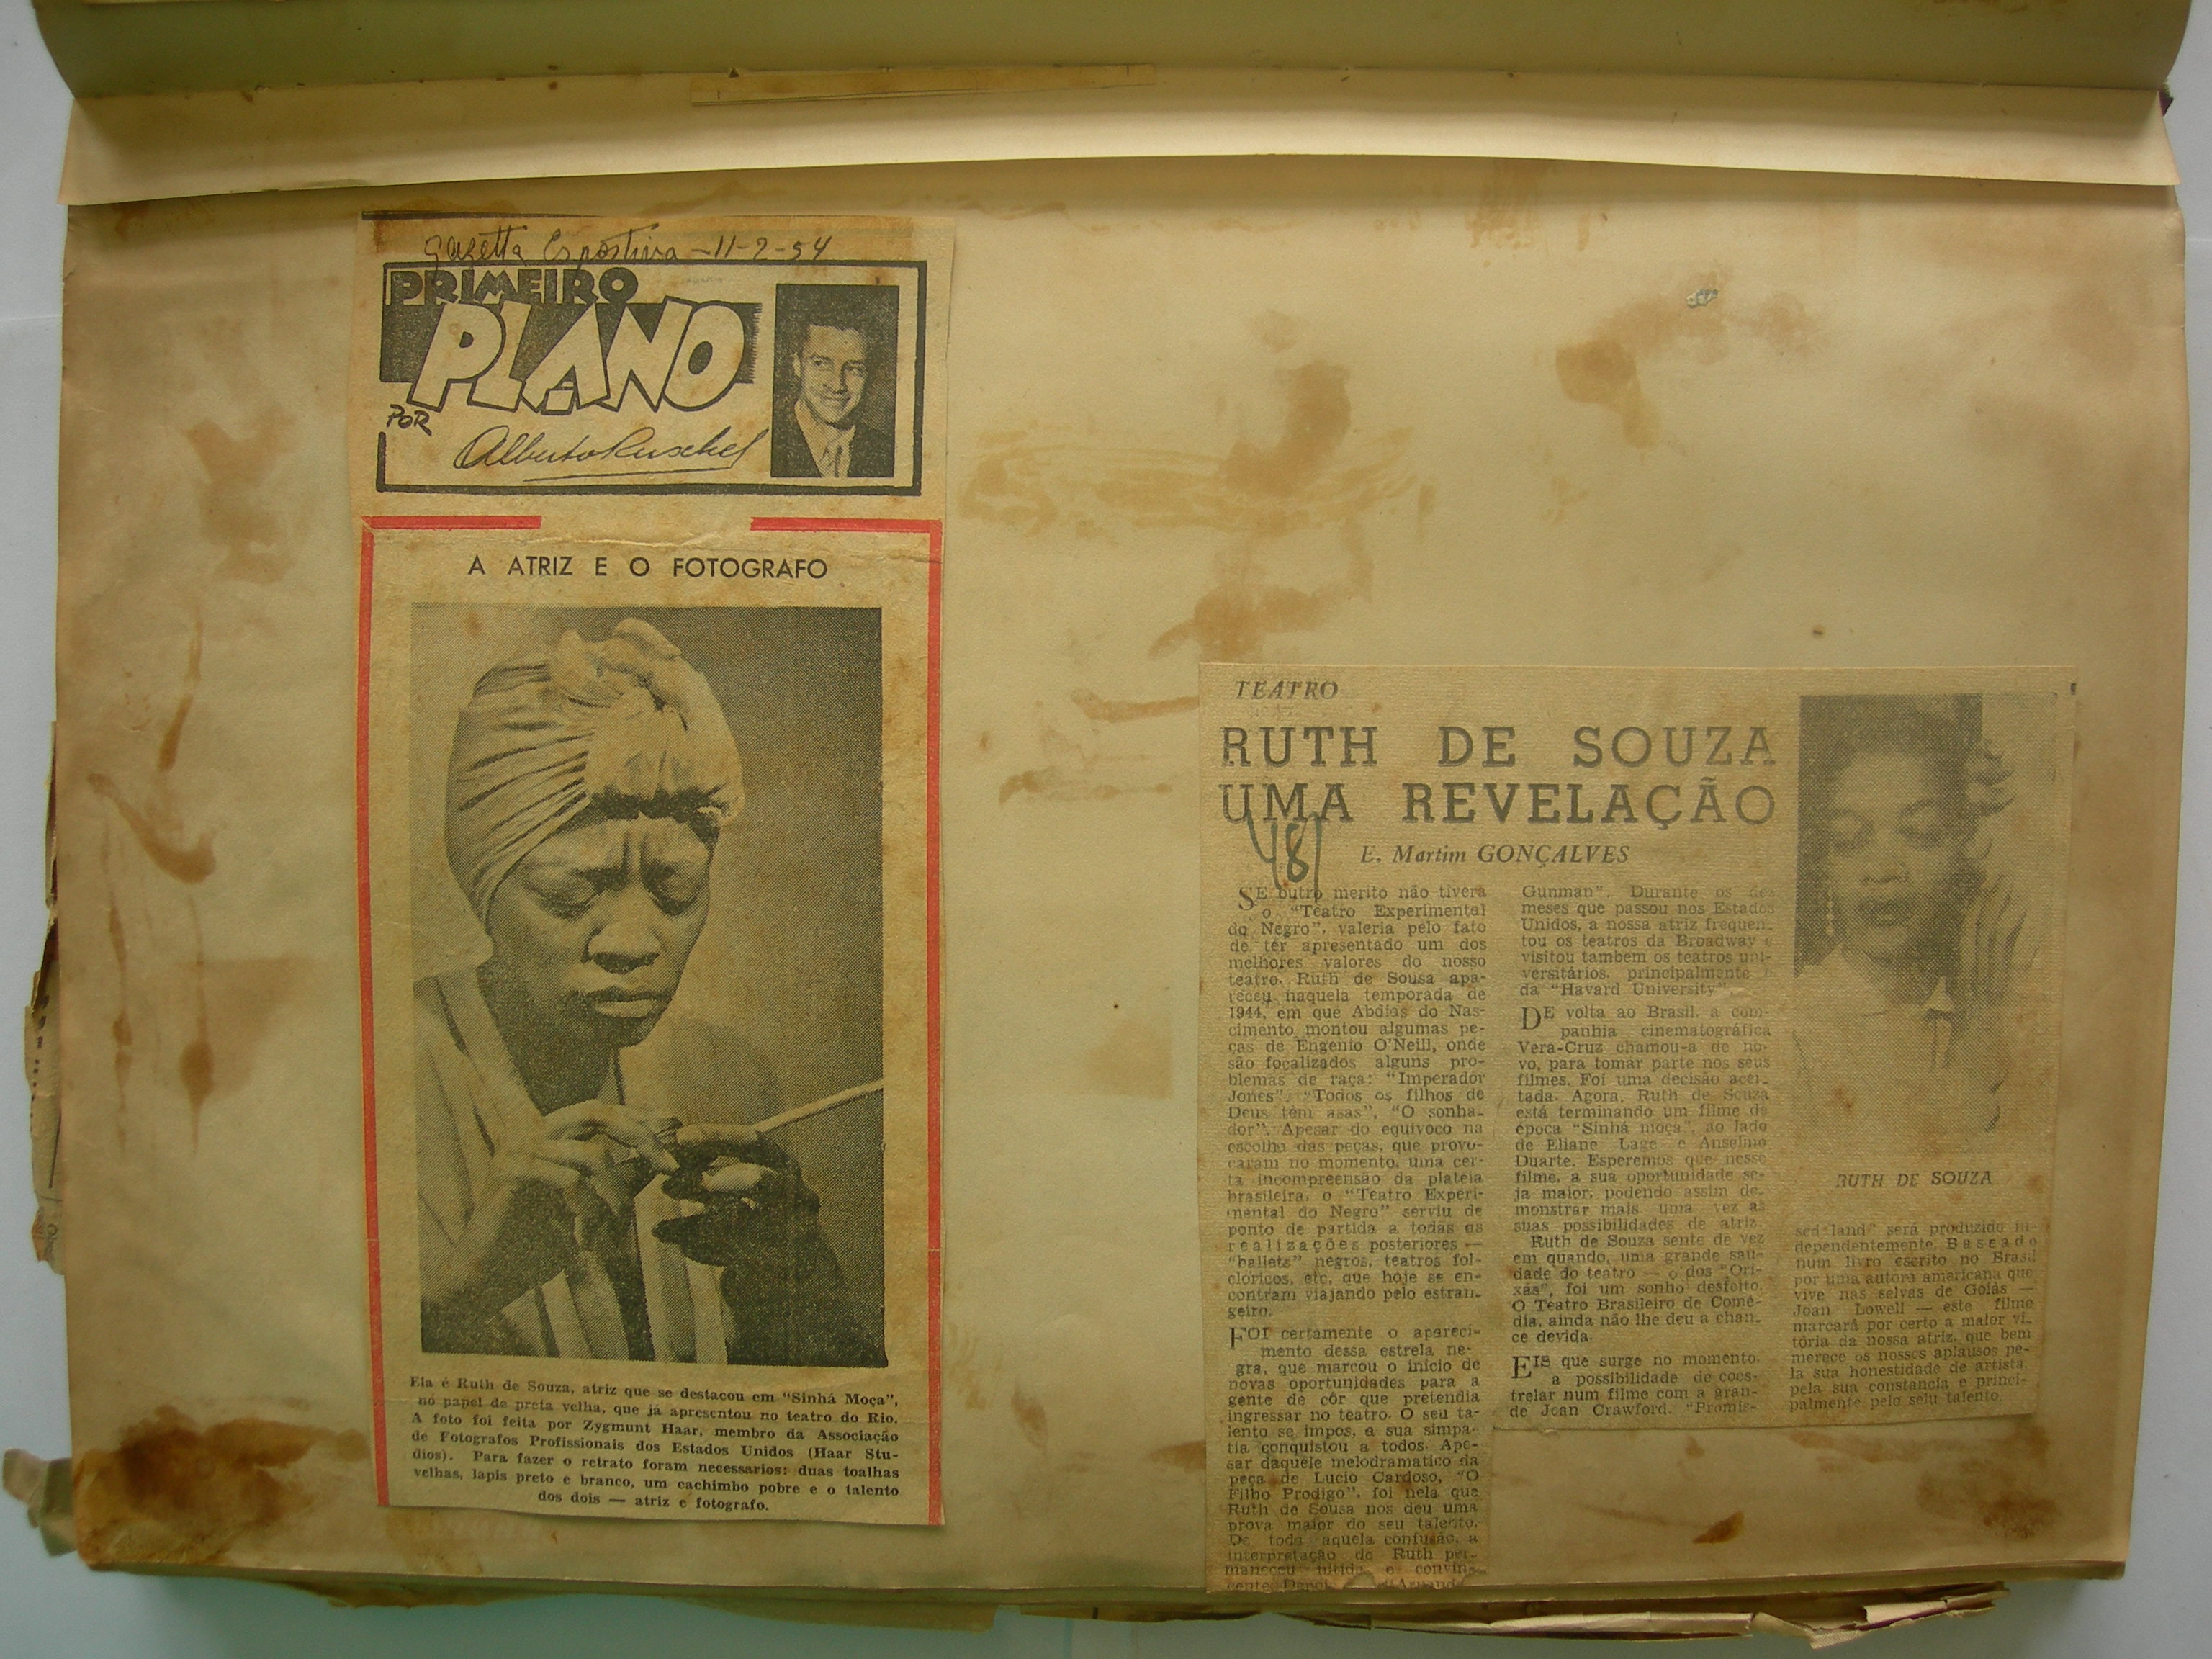 Gazetta Esportiva - 11-2-54
PRIMEIRO
PLANO
POR
Alberto Ruschel
A ATRIZ E O FOTOGRAFO
Ela é Ruth de Souza, atriz que se destacou em "Sinhá Moça",
nó papel de preta velha, que já apresentou no teatro do Rio.
A foto foi feita por Zygmunt Haar, membro da Associação
de Fotografos Profissionais dos Estados Unidos (Haar Stu-
dios). Para fazer o retrato foram necessarios: duas toalhas
velhas, lapis preto e branco, um cachimbo pobre e o talento
dos dois — atriz e fotografo.
TEATRO
RUTH DE SOUZA
UMA REVELAÇÃO
48
E. Martim GONÇALVES
SE outro merito não tivera
o "Teatro Experimental
do Negro", valeria pelo fato
de ter apresentado um dos
melhores valores do nosso
teatro. Ruth de Sousa apa-
receu naquela temporada de
1944, em que Abdias do Nas-
cimento montou algumas pe-
ças de Engenio O'Neill, onde
são focalizados alguns pro-
blemas de raça: "Imperador
Jones", "Todos os filhos de
Deus têm asas", "O sonha-
dor". Apesar do equivoco na
escolha das peças, que provo-
caram no momento, uma cer-
ta incompreensão da plateia
brasileira, o "Teatro Experi-
mental do Negro" serviu de
ponto de partida a todas as
realizações posteriores —
"ballets" negros, teatros fol-
cloricos, etc, que hoje se en-
contram viajando pelo estran-
geiro.
FOI certamente o apareci-
mento dessa estrela ne-
gra, que marcou o inicio de
novas oportunidades para a
gente de côr que pretendia
ingressar no teatro. O seu ta-
lento se impos, a sua simpa-
tia conquistou a todos. Ape-
sar daquele melodramatico da
peça de Lucio Cardoso, "O
Filho Prodigo", foi nela que
Ruth de Sousa nos deu uma
prova maior do seu talento.
De toda aquela confusão, a
interpretação de Ruth per-
maneceu nitida e convin-
cente. Depois
Gunman". Durante os dez
meses que passou nos Estados
Unidos, a nossa atriz frequen-
tou os teatros da Broadway e
visitou tambem os teatros uni-
versitários, principalmente
da "Havard University"
DE volta ao Brasil, a com-
panhia cinematográfica
Vera-Cruz chamou-a de no-
vo, para tomar parte nos seus
filmes. Foi uma decisão acer-
tada. Agora, Ruth de Souza
está terminando um filme de
época "Sinhá moça", ao lado
de Eliane Lage e Anselmo
Duarte. Esperemos que nesse
filme, a sua oportunidade se-
ja maior, podendo assim de-
monstrar mais uma vez as
suas possibilidades de atriz.
Ruth de Souza sente de vez
em quando, uma grande sau-
dade do teatro — o dos "Ori-
xás", foi um sonho desfeito.
O Teatro Brasileiro de Comé-
dia, ainda não lhe deu a chan-
ce devida.
EIS que surge no momento,
a possibilidade de coes-
trelar num filme com a gran-
de Joan Crawford. "Promis-
RUTH DE SOUZA
sed land" será produzido in-
dependentemente. Baseado
num livro escrito no Brasil
por uma autora americana que
vive nas selvas de Goiás —
Joan Lowell — este filme
marcará por certo a maior vi-
tória da nossa atriz, que bem
merece os nossos aplausos pe-
la sua honestidade de artista,
pela sua constancia e princi-
palmente pelo seiu talento.